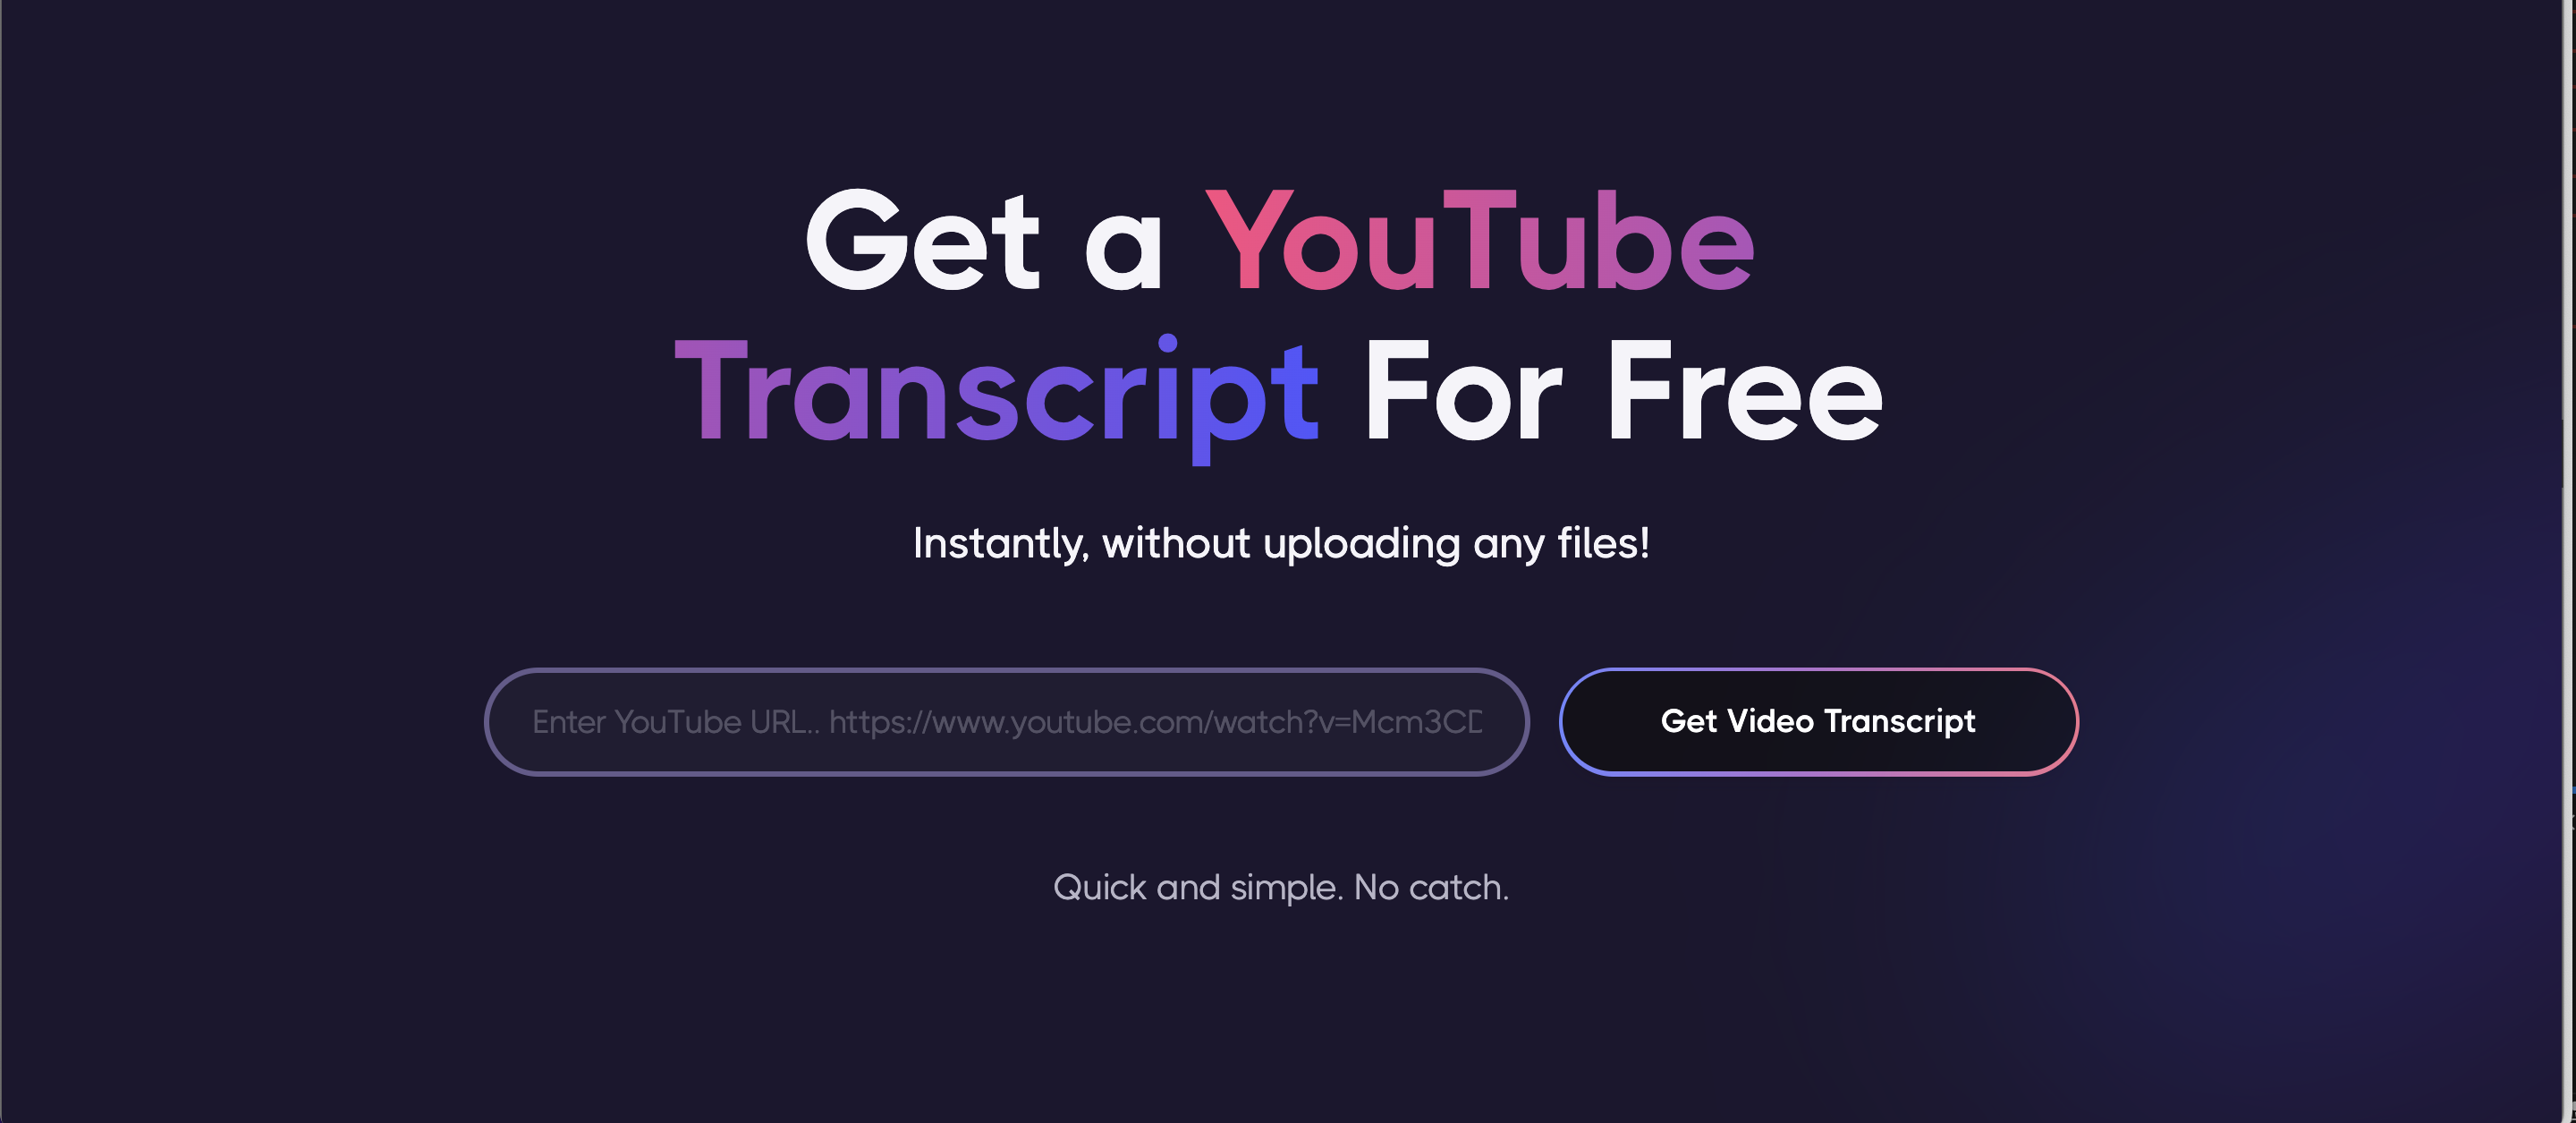 Get a YouTube
Transcript For Free
Instantly, without uploading any files!
Enter YouTube URL.. https://www.youtube.com/watch?v=Mcm3CD
Get Video Transcript
Quick and simple. No catch.